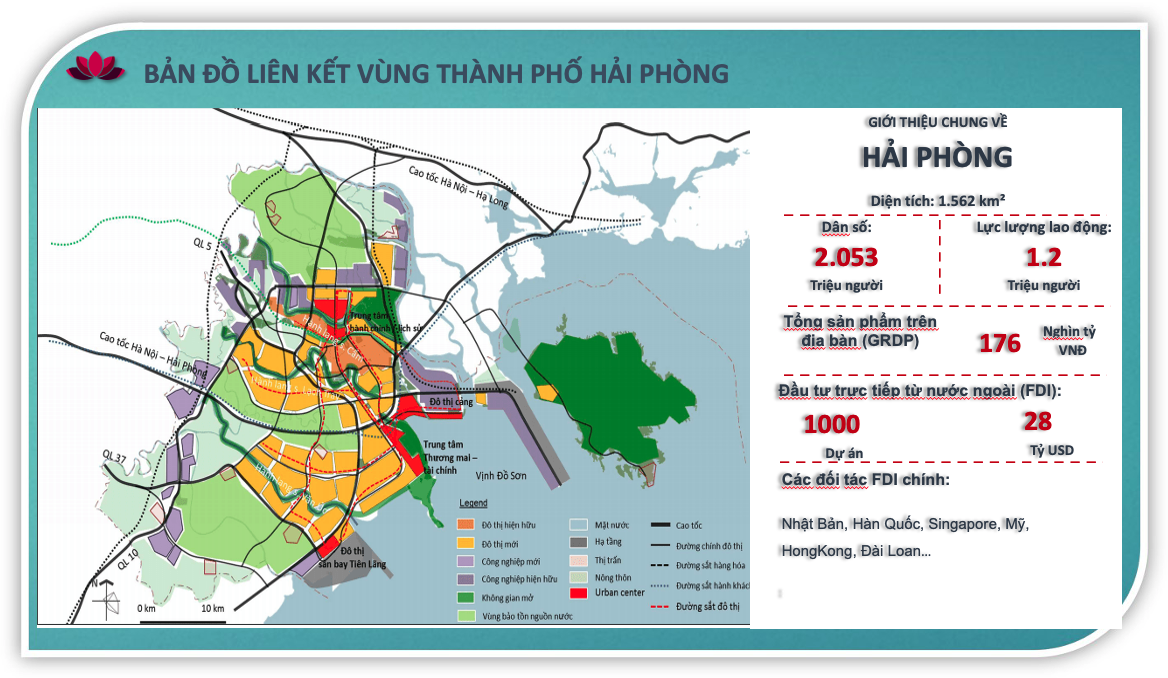 BẢN ĐỒ LIÊN KẾT VÙNG THÀNH PHỐ HẢI PHÒNG
Cao tốc Hà Nội – Hạ Long
QL 5
Trung tâm
hành chính - lịch sử
Cao tốc Hà Nội – Hải Phòng
Đô thị cảng
QL 37
Trung tâm
Thương mại –
tài chính
Vịnh Đồ Sơn
QL 10
Đô thị
sân bay Tiên Lãng
N
0 km
10 km
Legend
Đô thị hiện hữu
Đô thị mới
Công nghiệp mới
Công nghiệp hiện hữu
Không gian mở
Vùng bảo tồn nguồn nước
Mặt nước
Hạ tầng
Thị trấn
Nông thôn
Urban center
Cao tốc
Đường chính đô thị
Đường sắt hàng hóa
Đường sắt hành khác
Đường sắt đô thị
GIỚI THIỆU CHUNG VỀ
HẢI PHÒNG
Diện tích: 1.562 km²
Dân số:
2.053
Triệu người
Lực lượng lao động:
1.2
Triệu người
Tổng sản phẩm trên
địa bàn (GRDP)
176
Nghìn tỷ
VNĐ
Đầu tư trực tiếp từ nước ngoài (FDI):
1000
Dự án
28
Tỷ USD
Các đối tác FDI chính:
Nhật Bản, Hàn Quốc, Singapore, Mỹ,
HongKong, Đài Loan…